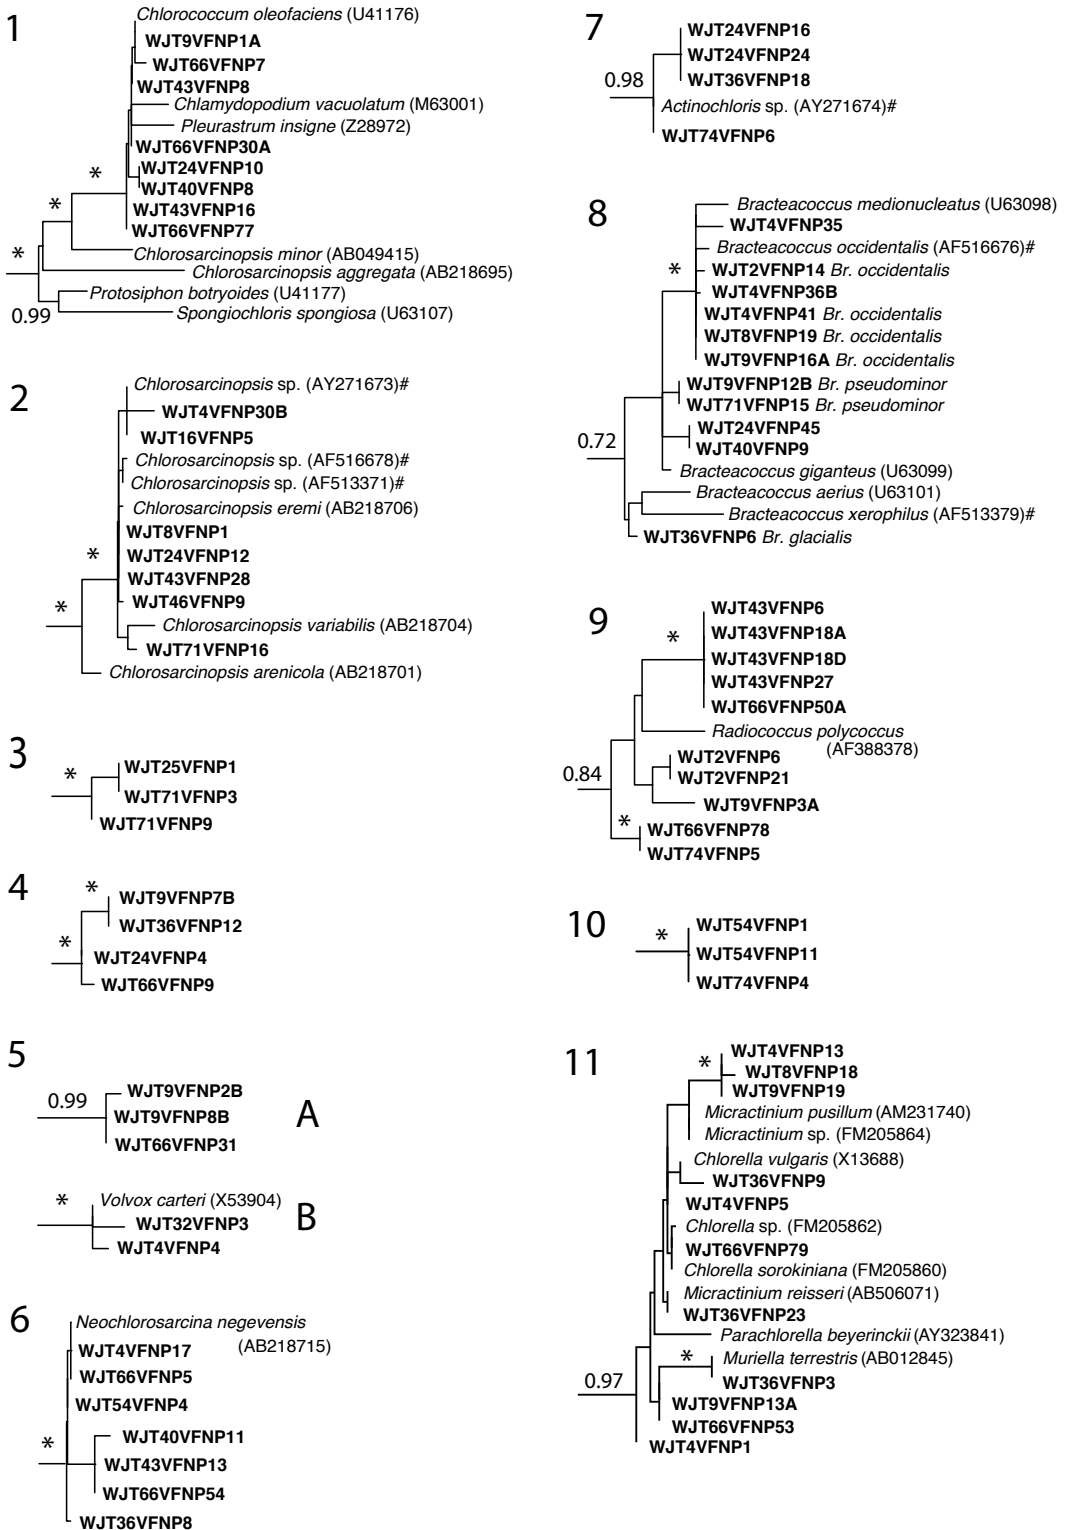 1
Chlorococcum oleofaciens (U41176)
WJT9VFNP1A
WJT66VFNP7
WJT43VFNP8
Chlamydopodium vacuolatum (M63001)
Pleurastrum insigne (Z28972)
WJT66VFNP30A
WJT24VFNP10
*
WJT40VFNP8
*
WJT43VFNP16
WJT66VFNP77
*
Chlorosarcinopsis minor (AB049415)
Chlorosarcinopsis aggregata (AB218695)
Protosiphon botryoides (U41177)
0.99
Spongiochloris spongiosa (U63107)
2
Chlorosarcinopsis sp. (AY271673)#
WJT4VFNP30B
WJT16VFNP5
Chlorosarcinopsis sp. (AF516678)#
Chlorosarcinopsis sp. (AF513371)#
Chlorosarcinopsis eremi (AB218706)
WJT8VFNP1
*
WJT24VFNP12
WJT43VFNP28
*
WJT46VFNP9
Chlorosarcinopsis variabilis (AB218704)
WJT71VFNP16
Chlorosarcinopsis arenicola (AB218701)
3
*
WJT25VFNP1
WJT71VFNP3
WJT71VFNP9
4
*
WJT9VFNP7B
WJT36VFNP12
*
WJT24VFNP4
WJT66VFNP9
5
0.99
WJT9VFNP2B
WJT9VFNP8B
A
WJT66VFNP31
*
Volvox carteri (X53904)
WJT32VFNP3
B
WJT4VFNP4
6
Neochlorosarcina negevensis
(AB218715)
WJT4VFNP17
WJT66VFNP5
WJT54VFNP4
*
WJT40VFNP11
WJT43VFNP13
WJT66VFNP54
WJT36VFNP8
7
WJT24VFNP16
WJT24VFNP24
0.98
WJT36VFNP18
Actinochloris sp. (AY271674)#
WJT74VFNP6
8
Bracteacoccus medionucleatus (U63098)
WJT4VFNP35
Bracteacoccus occidentalis (AF516676)#
*
WJT2VFNP14 Br. occidentalis
WJT4VFNP36B
WJT4VFNP41 Br. occidentalis
WJT8VFNP19 Br. occidentalis
WJT9VFNP16A Br. occidentalis
WJT9VFNP12B Br. pseudominor
WJT71VFNP15 Br. pseudominor
WJT24VFNP45
0.72
WJT40VFNP9
Bracteacoccus giganteus (U63099)
Bracteacoccus aerius (U63101)
Bracteacoccus xerophilus (AF513379)#
WJT36VFNP6 Br. glacialis
9
WJT43VFNP6
*
WJT43VFNP18A
WJT43VFNP18D
WJT43VFNP27
WJT66VFNP50A
Radiococcus polycoccus
(AF388378)
WJT2VFNP6
0.84
WJT2VFNP21
WJT9VFNP3A
*
WJT66VFNP78
WJT74VFNP5
10
*
WJT54VFNP1
WJT54VFNP11
WJT74VFNP4
11
*
WJT4VFNP13
WJT8VFNP18
WJT9VFNP19
Micractinium pusillum (AM231740)
Micractinium sp. (FM205864)
Chlorella vulgaris (X13688)
WJT36VFNP9
WJT4VFNP5
Chlorella sp. (FM205862)
WJT66VFNP79
Chlorella sorokiniana (FM205860)
Micractinium reisseri (AB506071)
WJT36VFNP23
Parachlorella beyerinckii (AY323841)
*
Muriella terrestris (AB012845)
0.97
WJT36VFNP3
WJT9VFNP13A
WJT66VFNP53
WJT4VFNP1